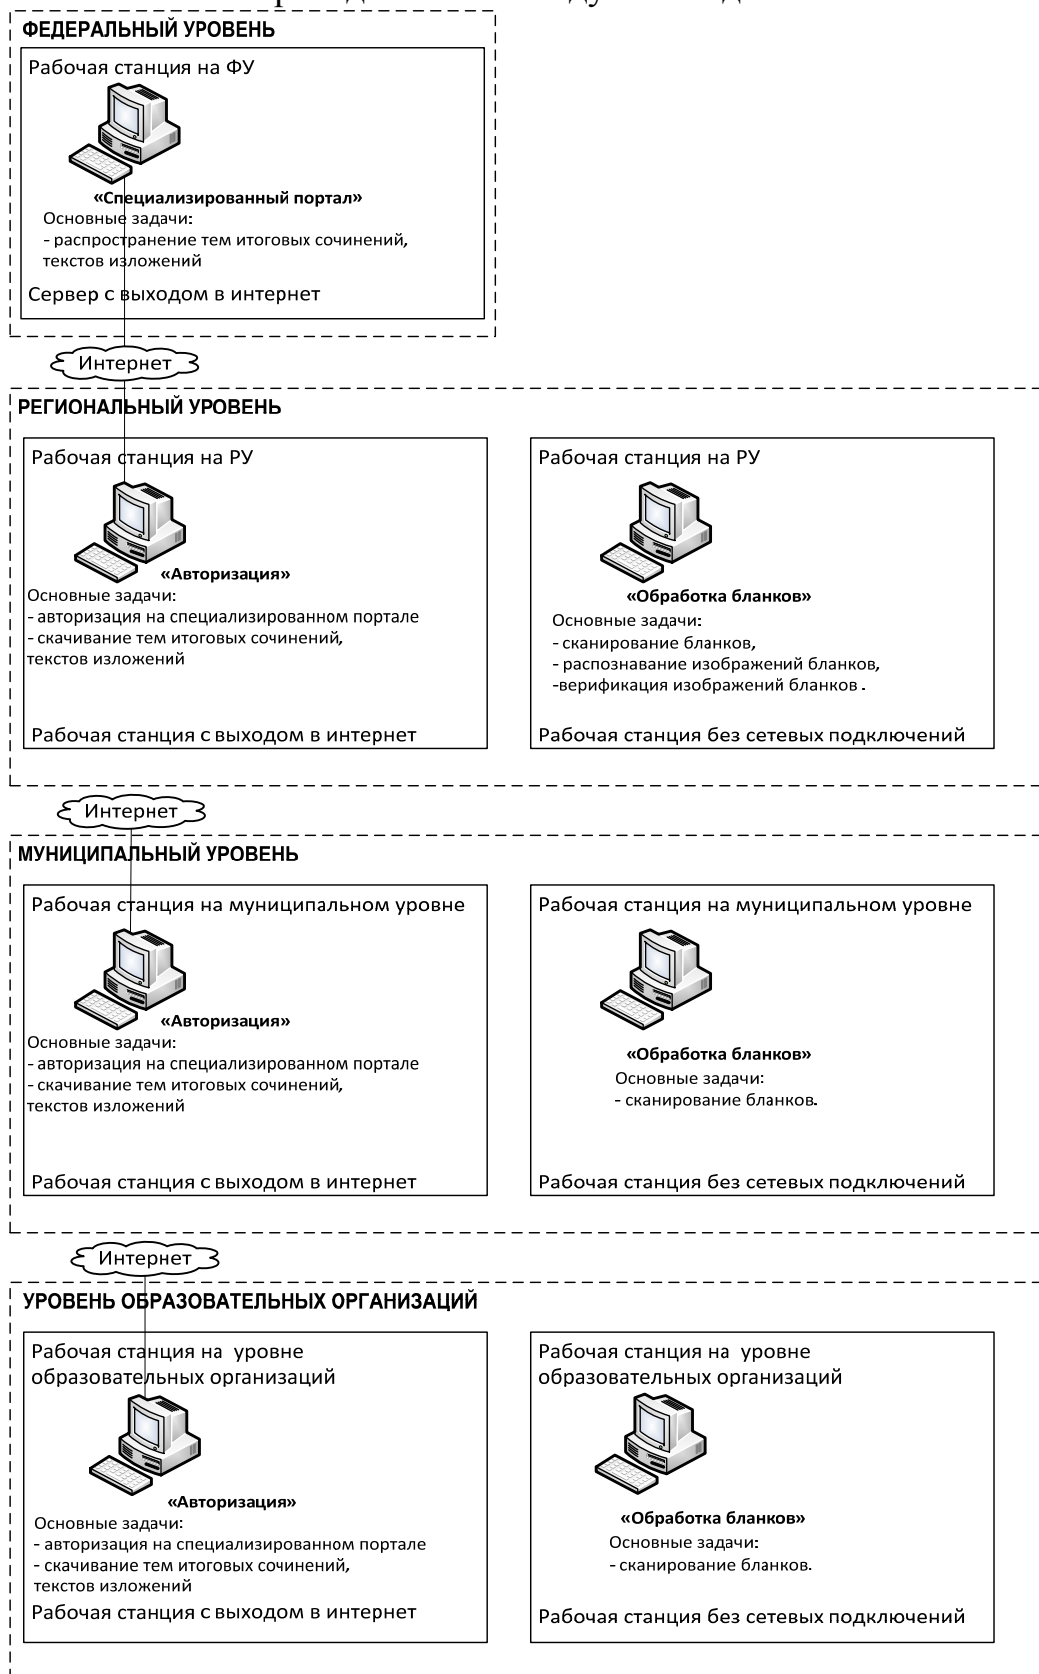 ФЕДЕРАЛЬНЫЙ УРОВЕНЬ
Рабочая станция на ФУ
«Специализированный портал»
Основные задачи:
- распространение тем итоговых сочинений,
текстов изложений
Сервер с выходом в интернет
Интернет
РЕГИОНАЛЬНЫЙ УРОВЕНЬ
Рабочая станция на РУ
«Авторизация»
Основные задачи:
- авторизация на специализированном портале
- скачивание тем итоговых сочинений,
текстов изложений
Рабочая станция с выходом в интернет
Рабочая станция на РУ
«Обработка бланков»
Основные задачи:
- сканирование бланков,
- распознавание изображений бланков,
-верификация изображений бланков.
Рабочая станция без сетевых подключений
Интернет
МУНИЦИПАЛЬНЫЙ УРОВЕНЬ
Рабочая станция на муниципальном уровне
«Авторизация»
Основные задачи:
- авторизация на специализированном портале
- скачивание тем итоговых сочинений,
текстов изложений
Рабочая станция с выходом в интернет
Рабочая станция на муниципальном уровне
«Обработка бланков»
Основные задачи:
- сканирование бланков.
Рабочая станция без сетевых подключений
Интернет
УРОВЕНЬ ОБРАЗОВАТЕЛЬНЫХ ОРГАНИЗАЦИЙ
Рабочая станция на уровне
образовательных организаций
«Авторизация»
Основные задачи:
- авторизация на специализированном портале
- скачивание тем итоговых сочинений,
текстов изложений
Рабочая станция с выходом в интернет
Рабочая станция на уровне
образовательных организаций
«Обработка бланков»
Основные задачи:
- сканирование бланков.
Рабочая станция без сетевых подключений